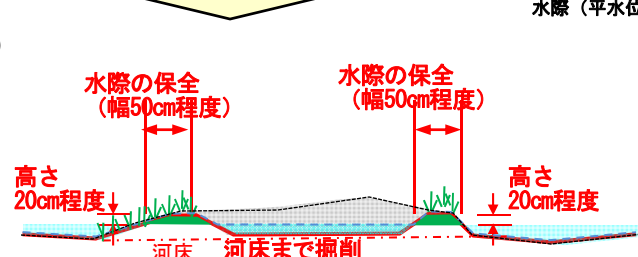 水際（平水位
水際の保全
（幅50cm程度）
水際の保全
（幅50cm程度）
高さ
20cm程度
高さ
20cm程度
河床
河床まで掘削